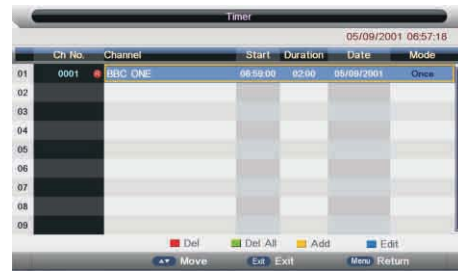 Timer
05/09/2001 06:57:18
Ch No. Channel Start Duration Date Mode
01 0001 BBC ONE 06:59:00 02:00 05/09/2001 Once
02
03
04
05
06
07
08
09
Del Del All Add Edit
Move Exit Exit Menu Return